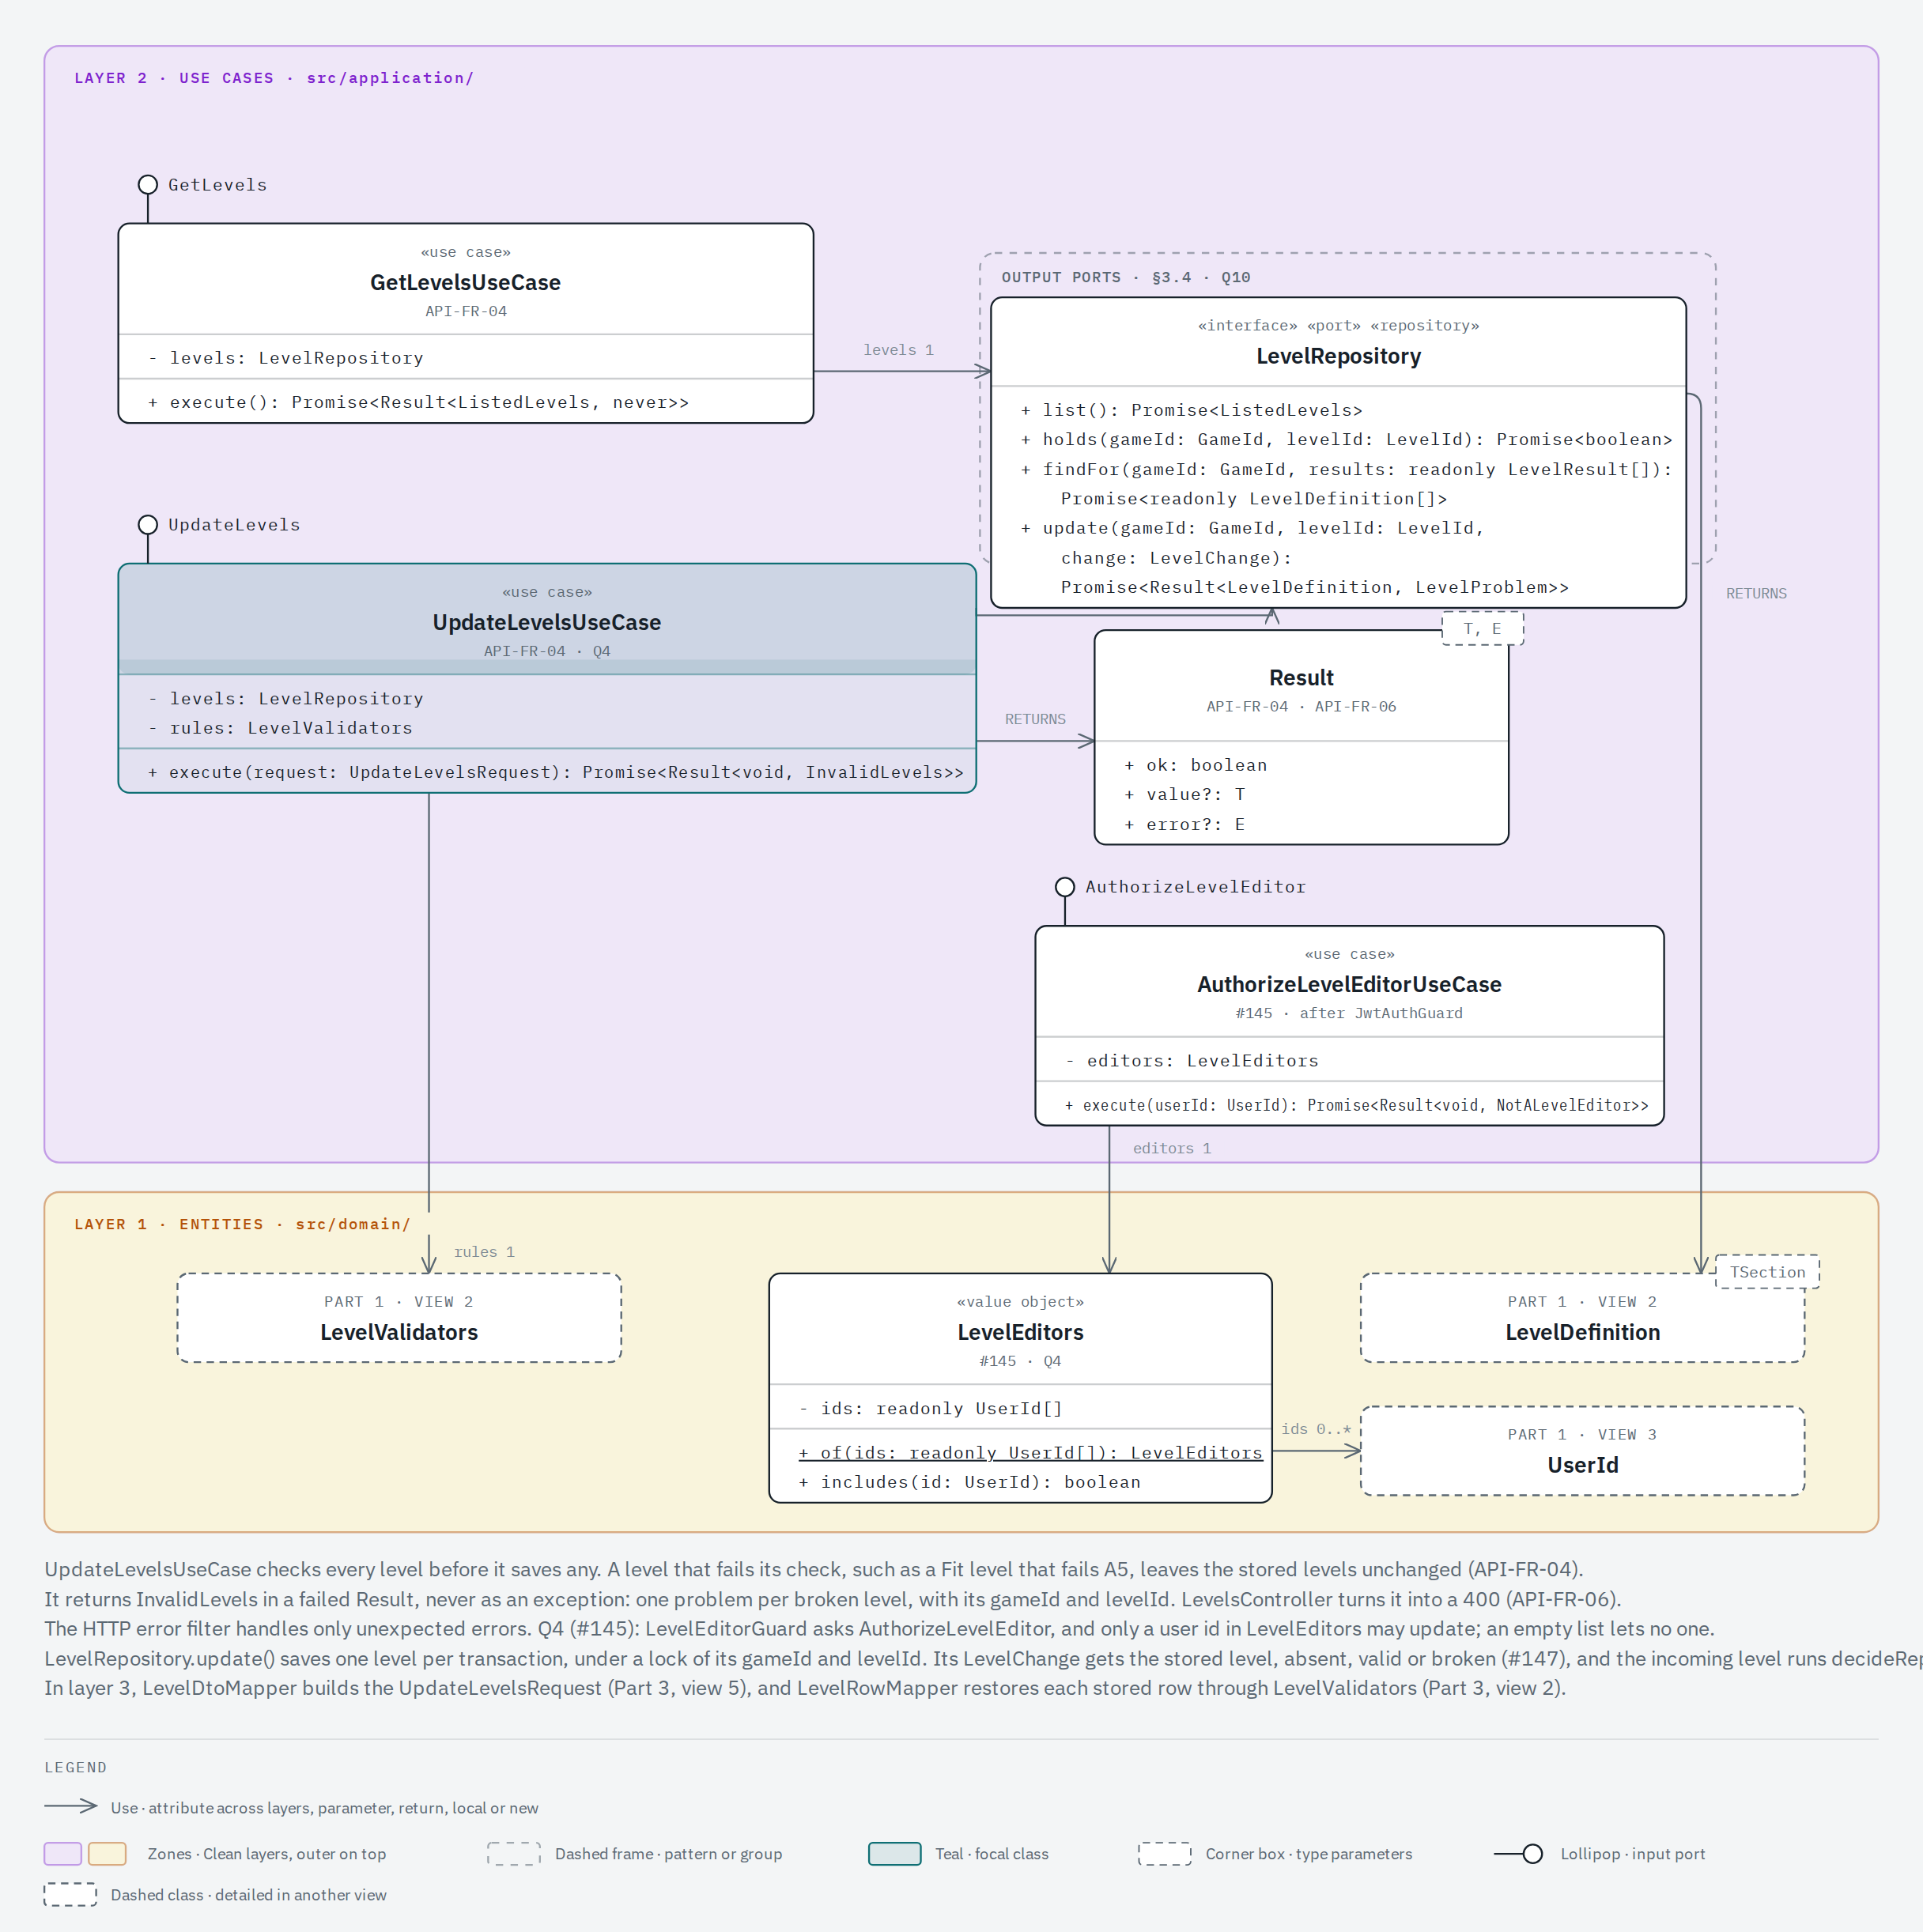 LAYER 2 · USE CASES · src/application/
GetLevels
«use case»
GetLevelsUseCase
API-FR-04
- levels: LevelRepository
+ execute(): Promise<Result<ListedLevels, never>>
levels 1
OUTPUT PORTS · §3.4 · Q10
«interface» «port» «repository»
LevelRepository
+ list(): Promise<ListedLevels>
+ holds(gameId: GameId, levelId: LevelId): Promise<boolean>
+ findFor(gameId: GameId, results: readonly LevelResult[]):
Promise<readonly LevelDefinition[]>
+ update(gameId: GameId, levelId: LevelId,
change: LevelChange):
Promise<Result<LevelDefinition, LevelProblem>>
RETURNS
UpdateLevels
«use case»
UpdateLevelsUseCase
API-FR-04 · Q4
- levels: LevelRepository
- rules: LevelValidators
+ execute(request: UpdateLevelsRequest): Promise<Result<void, InvalidLevels>>
RETURNS
T, E
Result
API-FR-04 · API-FR-06
+ ok: boolean
+ value?: T
+ error?: E
AuthorizeLevelEditor
«use case»
AuthorizeLevelEditorUseCase
#145 · after JwtAuthGuard
- editors: LevelEditors
+ execute(userId: UserId): Promise<Result<void, NotALevelEditor>>
editors 1
LAYER 1 · ENTITIES · src/domain/
rules 1
PART 1 · VIEW 2
LevelValidators
«value object»
LevelEditors
#145 · Q4
- ids: readonly UserId[]
+ of(ids: readonly UserId[]): LevelEditors
+ includes(id: UserId): boolean
ids 0..*
TSection
PART 1 · VIEW 2
LevelDefinition
PART 1 · VIEW 3
UserId
UpdateLevelsUseCase checks every level before it saves any. A level that fails its check, such as a Fit level that fails A5, leaves the stored levels unchanged (API-FR-04).
It returns InvalidLevels in a failed Result, never as an exception: one problem per broken level, with its gameId and levelId. LevelsController turns it into a 400 (API-FR-06).
The HTTP error filter handles only unexpected errors. Q4 (#145): LevelEditorGuard asks AuthorizeLevelEditor, and only a user id in LevelEditors may update; an empty list lets no one.
LevelRepository.update() saves one level per transaction, under a lock of its gameId and levelId. Its LevelChange gets the stored level, absent, valid or broken (#147), and the incoming level runs
In layer 3, LevelDtoMapper builds the UpdateLevelsRequest (Part 3, view 5), and LevelRowMapper restores each stored row through LevelValidators (Part 3, view 2).
LEGEND
Use · attribute across layers, parameter, return, local or new
Zones · Clean layers, outer on top
Dashed frame · pattern or group
Teal · focal class
Corner box · type parameters
Lollipop · input port
Dashed class · detailed in another view